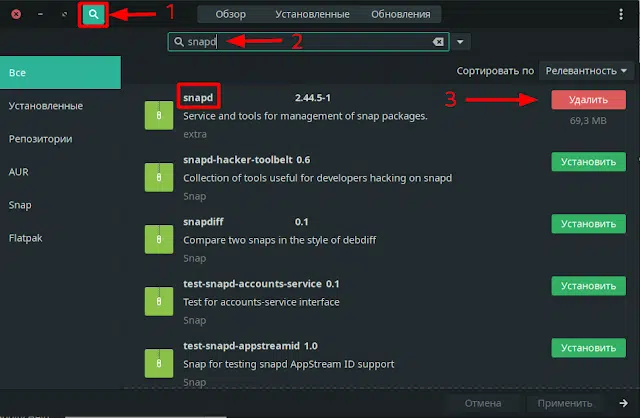 1
Обзор Установленные Обновления
snapd 2
Сортировать по Релевантность
Все
Установленные
Репозитории
AUR
Snap
Flatpak
snapd 2.44.5-1
Service and tools for management of snap packages.
extra
3 Удалить
69,3 MB
snapd-hacker-toolbelt 0.6
Collection of tools useful for developers hacking on snapd
Snap
Установить
snapdiff 0.1
Compare two snaps in the style of debdiff
Snap
Установить
test-snapd-accounts-service 0.1
Test for accounts-service interface
Snap
Установить
test-snapd-appstreamid 1.0
Snap for testing snapd AppStream ID support
Snap
Установить
Отмена Применить